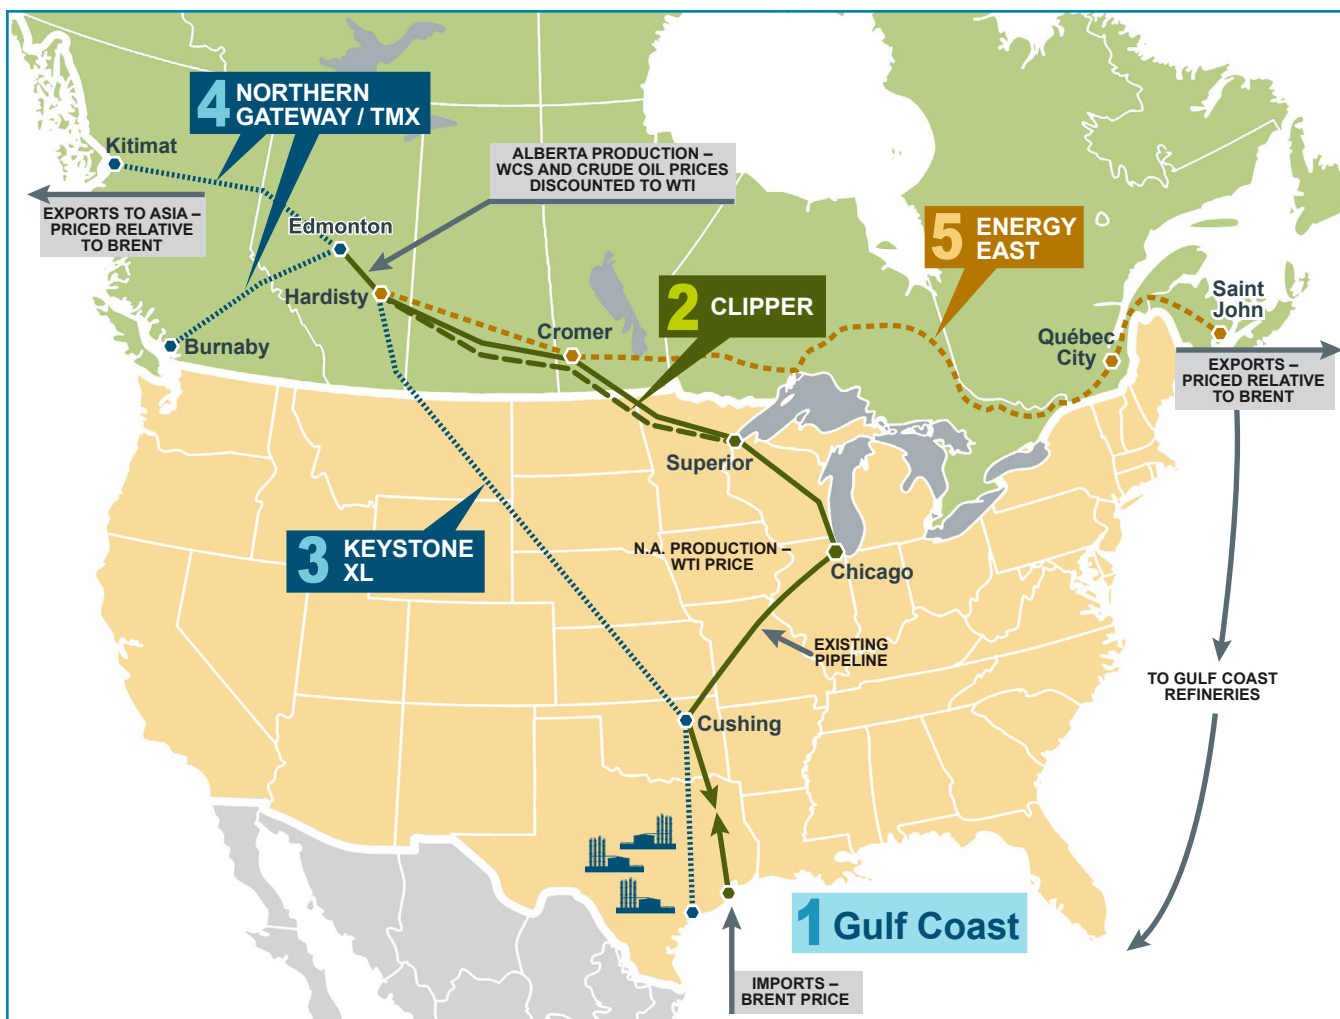 4 NORTHERN
GATEWAY / TMX
Kitimat
ALBERTA PRODUCTION –
WCS AND CRUDE OIL PRICES
DISCOUNTED TO WTI
EXPORTS TO ASIA –
PRICED RELATIVE
TO BRENT
Edmonton
5 ENERGY
EAST
Hardisty
2 CLIPPER
Saint
John
Cromer
Burnaby
Québec
City
EXPORTS –
PRICED RELATIVE
TO BRENT
Superior
3 KEYSTONE
XL
N.A. PRODUCTION –
WTI PRICE
Chicago
EXISTING
PIPELINE
TO GULF COAST
REFINERIES
Cushing
1 Gulf Coast
IMPORTS –
BRENT PRICE